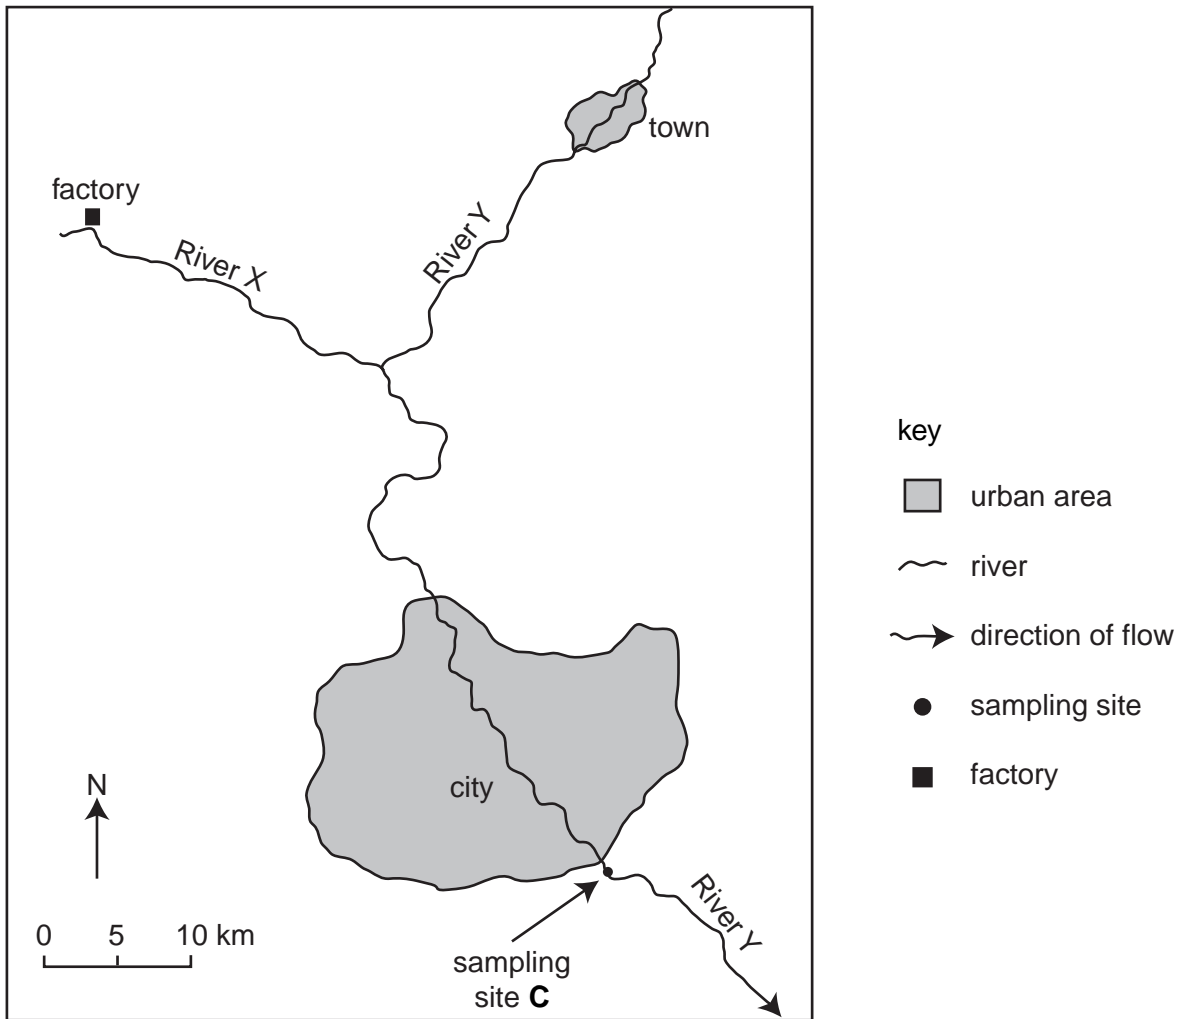 town
factory
River X
River Y
key
urban area
river
direction of flow
sampling site
factory
city
N
0 5 10 km
sampling
site C
River Y